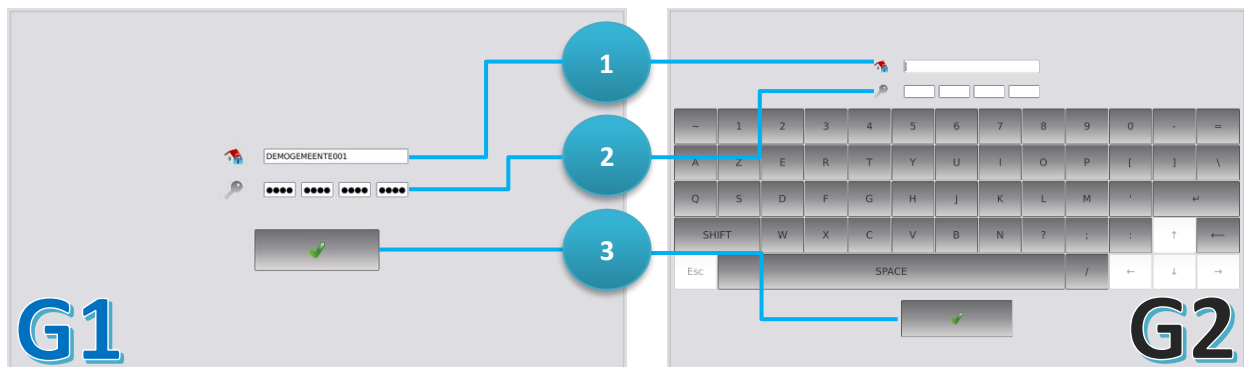 1
2
3
DEMOGEMEENTE001
●●●● ●●●● ●●●● ●●●●
G1
~ 1 2 3 4 5 6 7 8 9 0 - =
A Z E R T Y U I O P [ ] \
Q S D F G H J K L M ' ↵
SHIFT W X C V B N ? ; : ↑ ⟵
Esc SPACE / ← ↓ →
G2